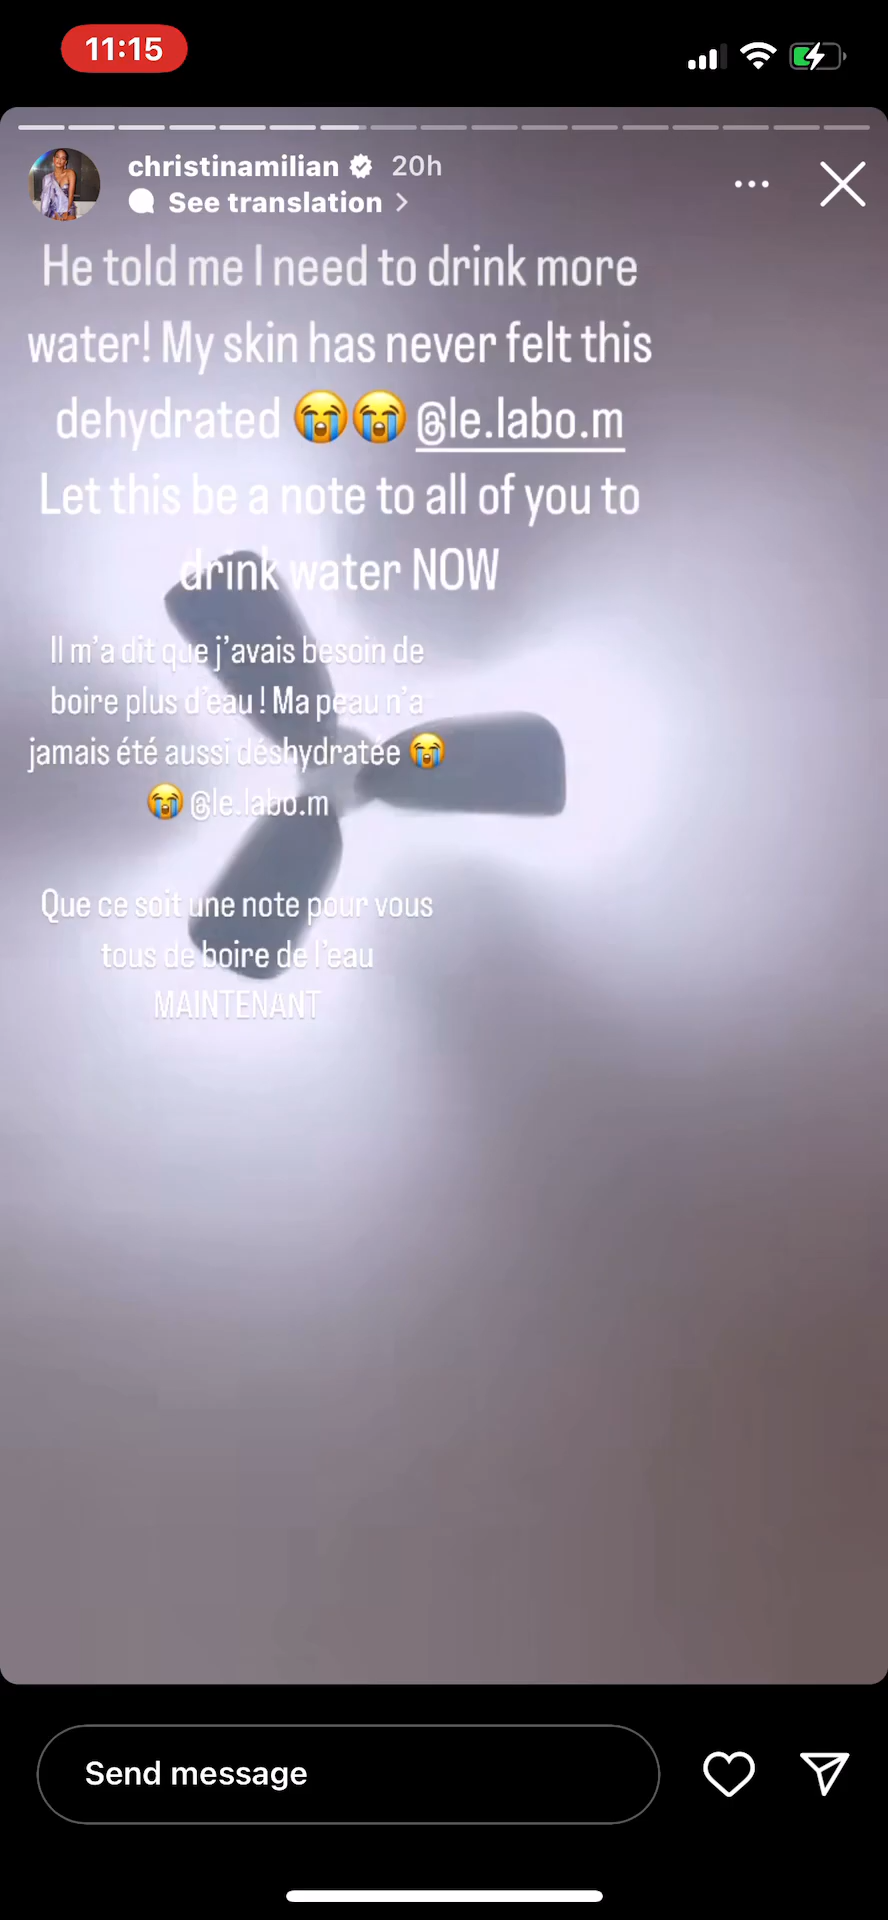 11:15
christinamilian 20h
See translation >
He told me I need to drink more
water! My skin has never felt this
dehydrated 😭😭 @le.labo.m
Let this be a note to all of you to
drink water NOW
Il m'a dit que j'avais besoin de
boire plus d'eau ! Ma peau n'a
jamais été aussi déshydratée 😭
😭 @le.labo.m
Que ce soit une note pour vous
tous de boire de l'eau
MAINTENANT
Send message